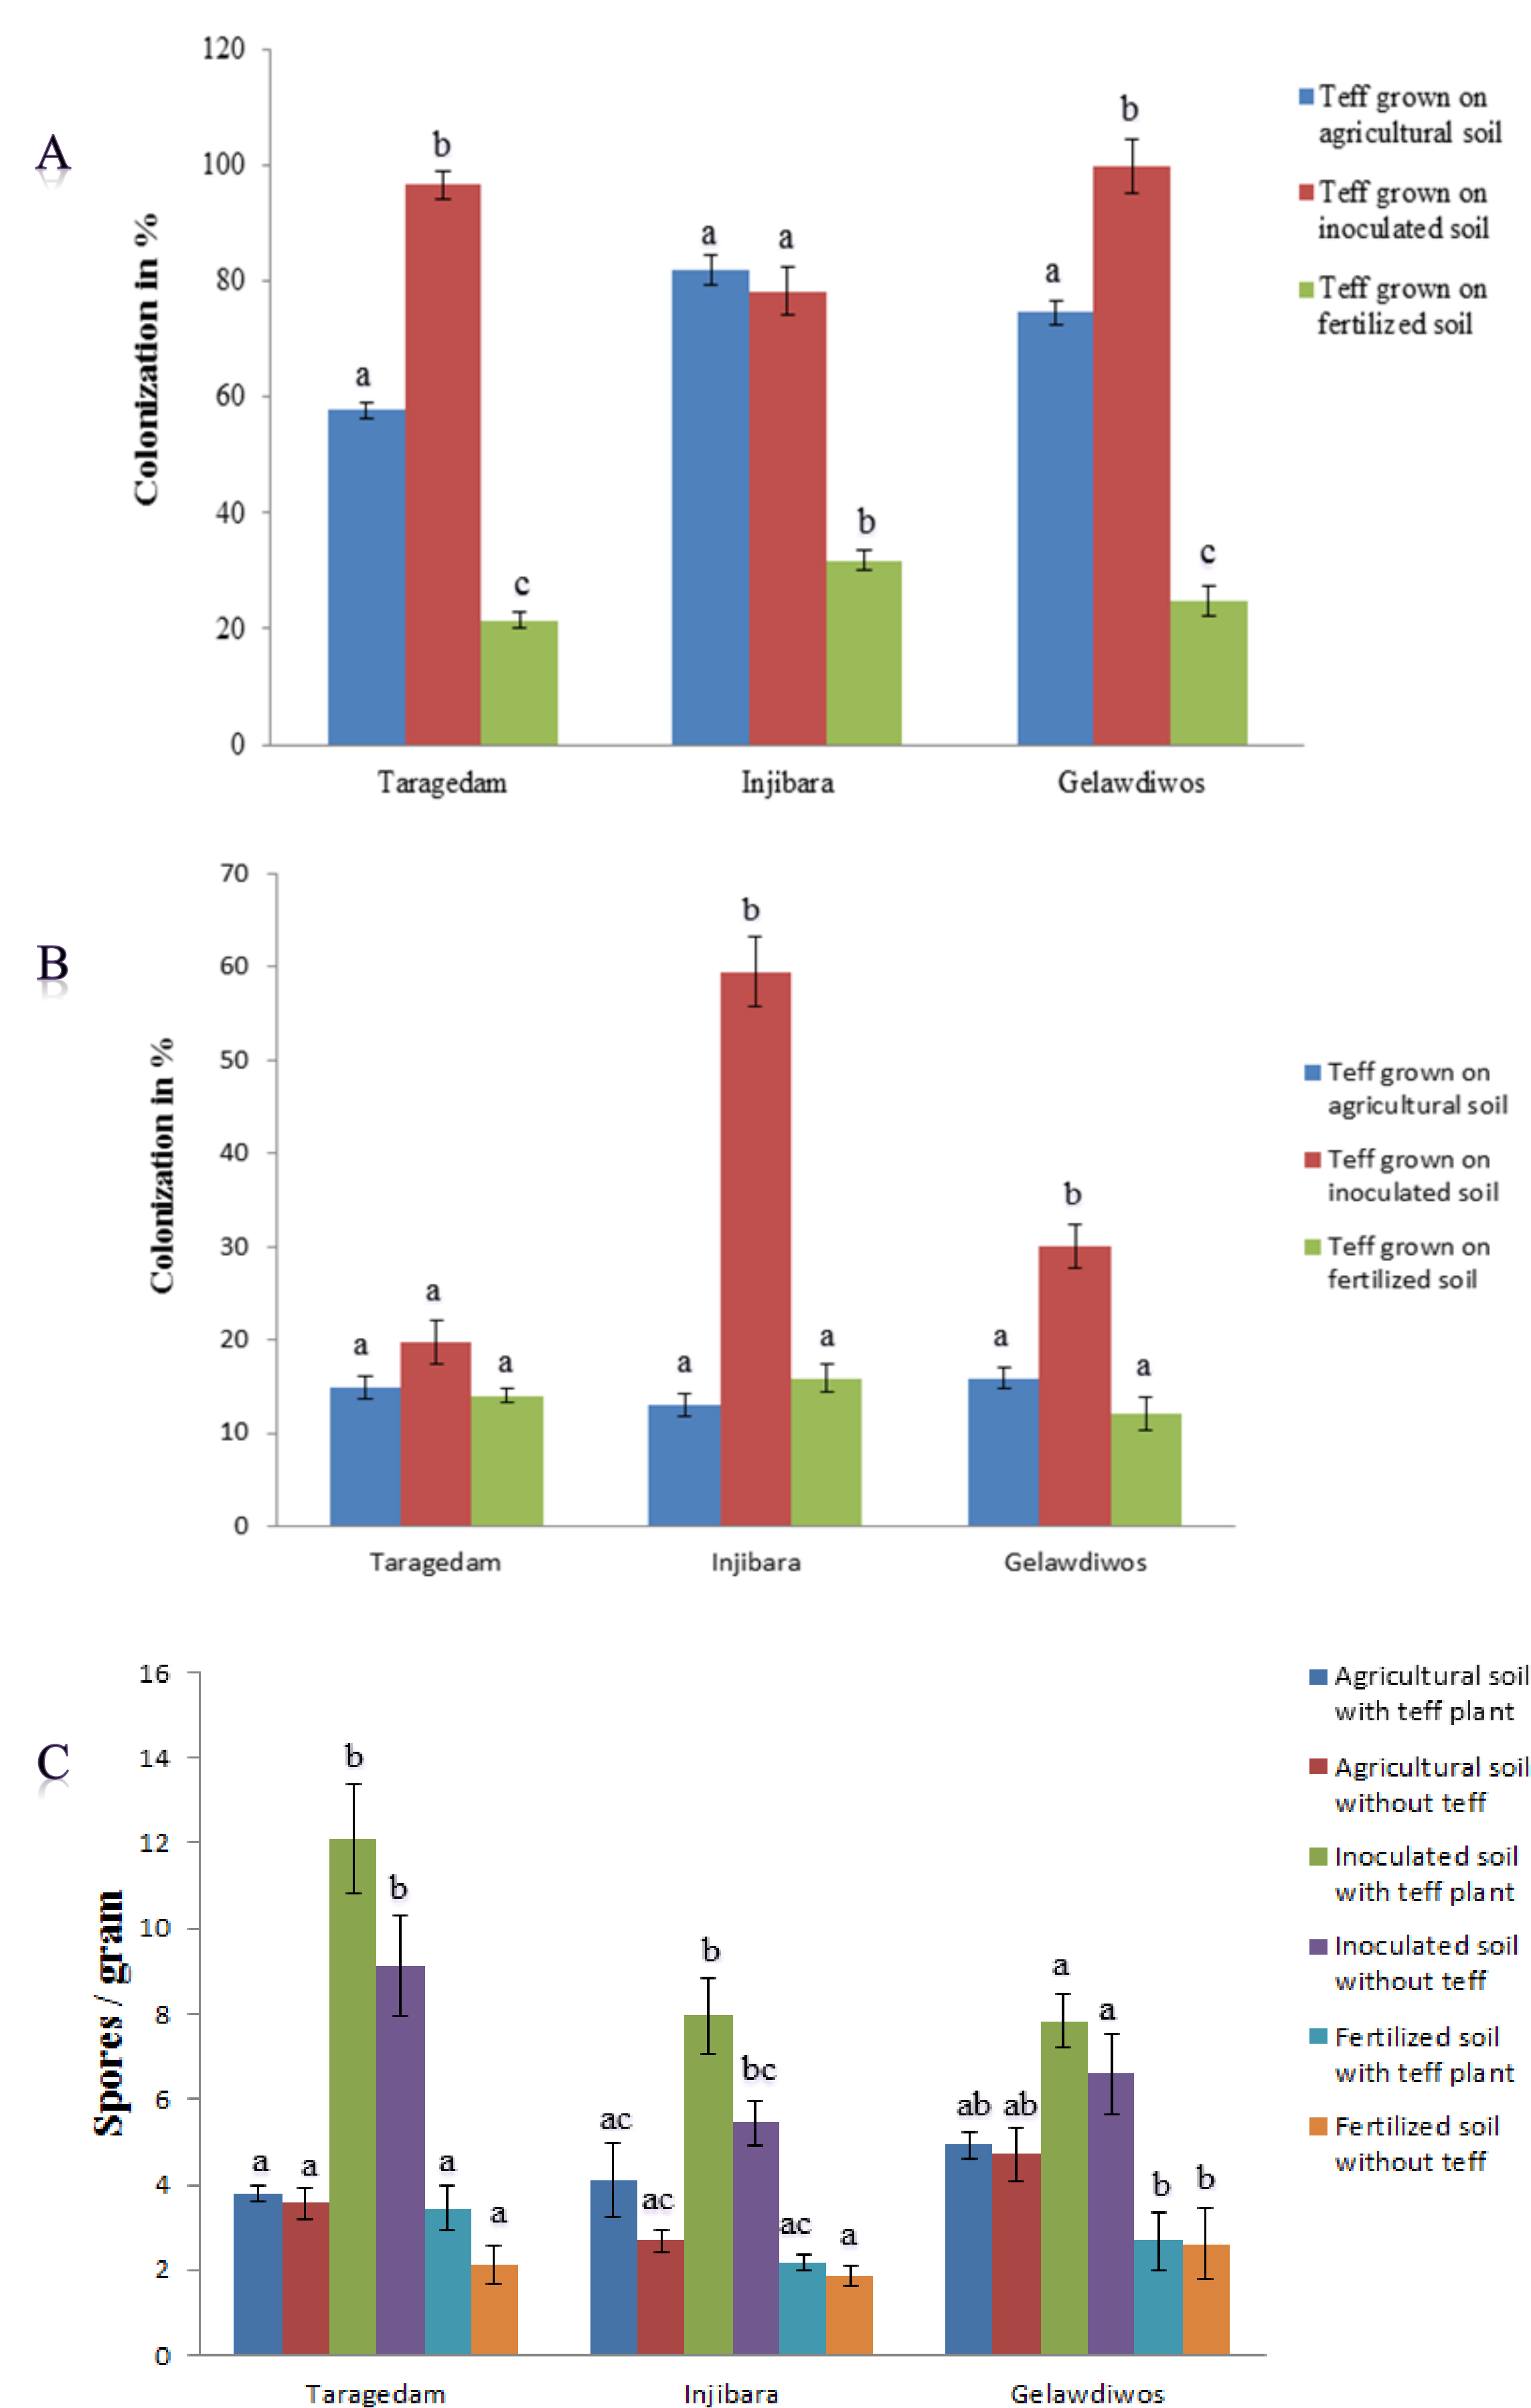 A
Colonization in %
120
100
80
60
40
20
0
a
b
c
a
a
b
a
b
c
Taragedam
Injibara
Gelawdiwos
Teff grown on
agricultural soil
Teff grown on
inoculated soil
Teff grown on
fertilized soil
B
Colonization in %
70
60
50
40
30
20
10
0
a
a
a
a
b
a
a
b
a
Taragedam
Injibara
Gelawdiwos
Teff grown on
agricultural soil
Teff grown on
inoculated soil
Teff grown on
fertilized soil
C
Spores / gram
16
14
12
10
8
6
4
2
0
a
a
b
b
a
a
ac
ac
b
bc
ac
a
ab
ab
a
a
b
b
Taragedam
Injibara
Gelawdiwos
Agricultural soil
with teff plant
Agricultural soil
without teff
Inoculated soil
with teff plant
Inoculated soil
without teff
Fertilized soil
with teff plant
Fertilized soil
without teff